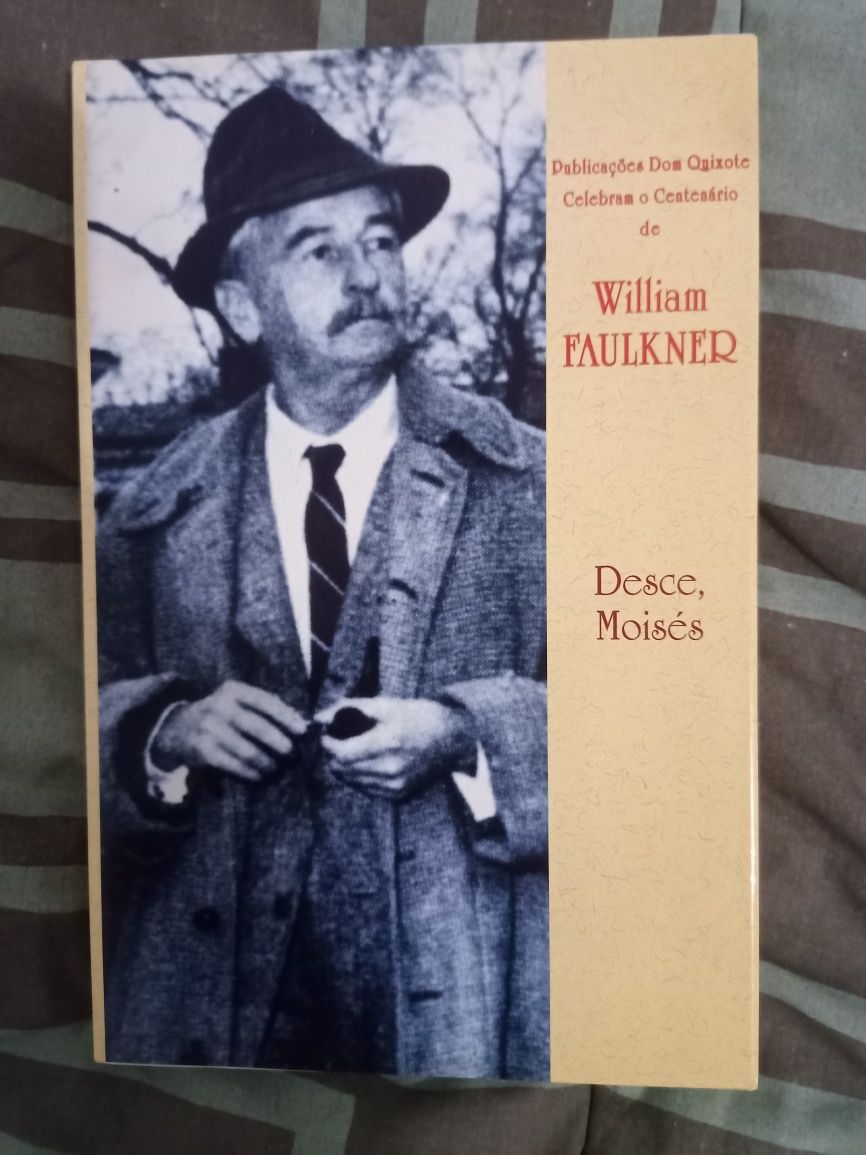 Publicações Dom Quixote
Celebram o Centenário
de
William
FAULKNER
Desce,
Moisés